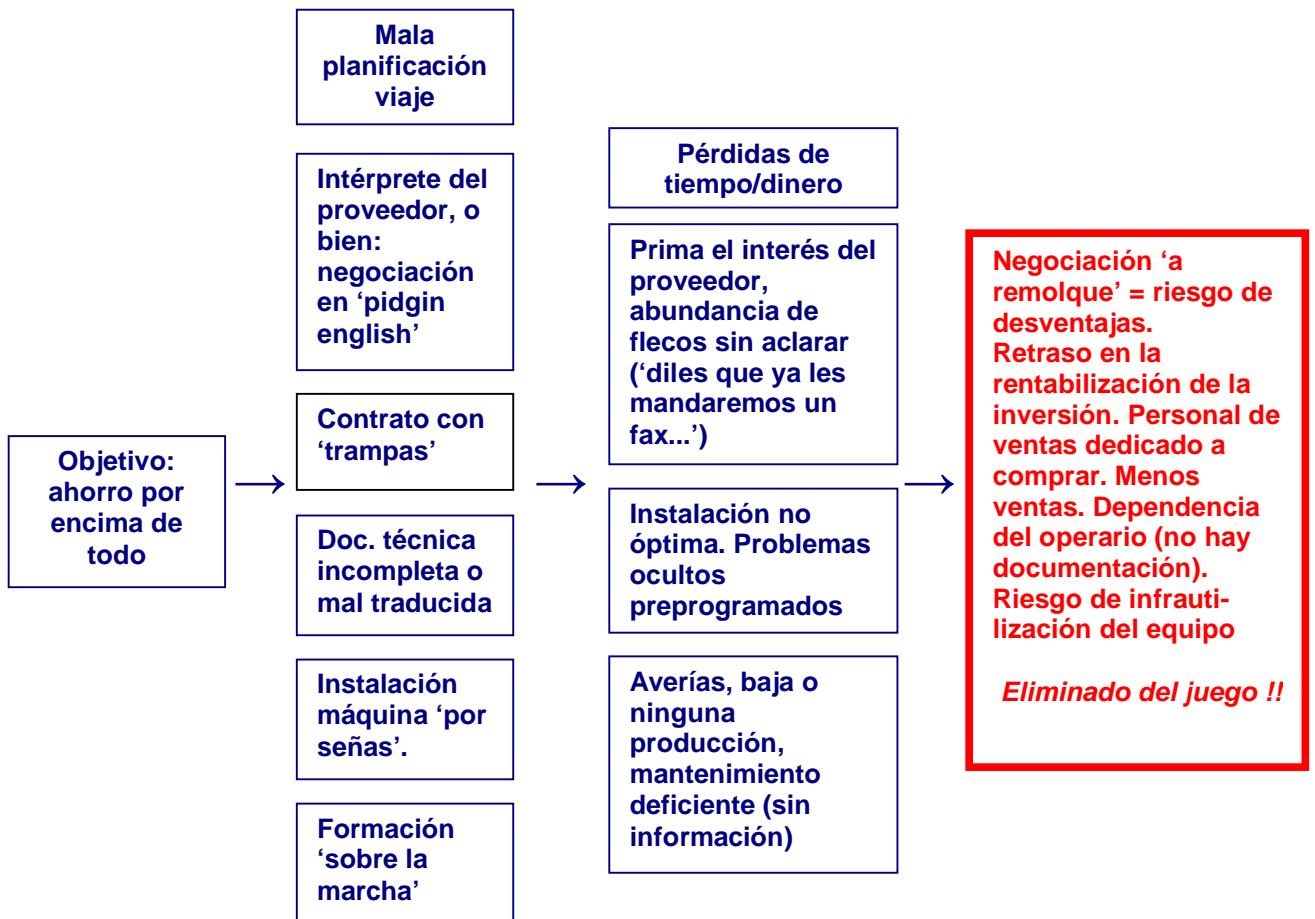 Objetivo:
ahorro por
encima de
todo
→
Mala
planificación
viaje
Intérprete del
proveedor, o
bien:
negociación
en ‘pidgin
english’
Contrato con
‘trampas’
Doc. técnica
incompleta o
mal traducida
Instalación
máquina ‘por
señas’.
Formación
‘sobre la
marcha’
→
Pérdidas de
tiempo/dinero
Prima el interés del
proveedor,
abundancia de
flecos sin aclarar
(‘diles que ya les
mandaremos un
fax...’)
Instalación no
óptima. Problemas
ocultos
preprogramados
Averías, baja o
ninguna
producción,
mantenimiento
deficiente (sin
información)
→
Negociación ‘a
remolque’ = riesgo de
desventajas.
Retraso en la
rentabilización de la
inversión. Personal de
ventas dedicado a
comprar. Menos
ventas. Dependencia
del operario (no hay
documentación).
Riesgo de infrauti-
lización del equipo
Eliminado del juego !!